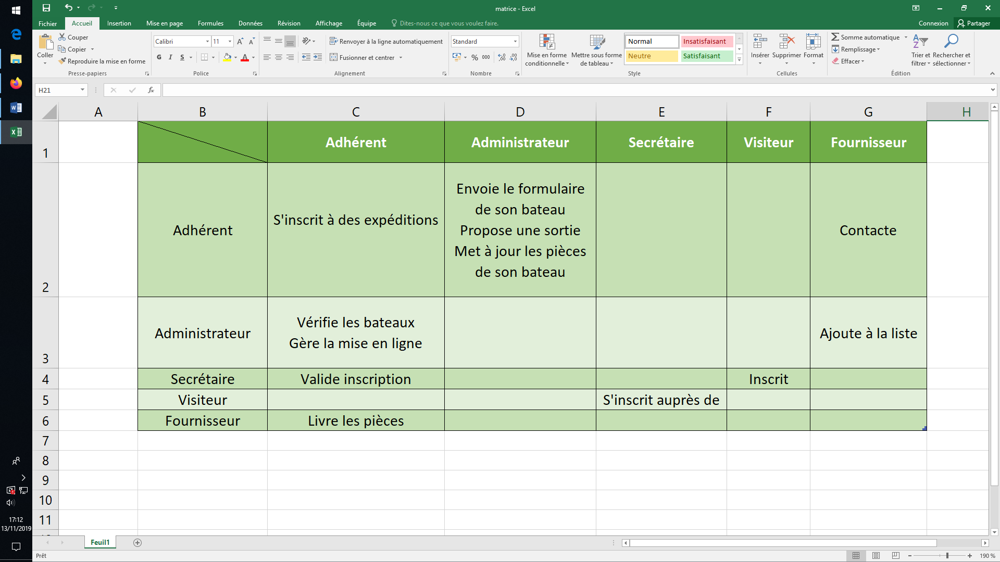 matrice - Excel
Fichier Accueil Insertion Mise en page Formules Données Révision Affichage Équipe Dites-nous ce que vous voulez faire. Connexion Partager
Coller
Couper
Copier
Reproduire la mise en forme
Presse-papiers
Calibri 11
G I S A
Police
Renvoyer à la ligne automatiquement
Fusionner et centrer
Alignement
Standard
% 000
Nombre
Mise en forme conditionnelle
Mettre sous forme de tableau
Normal Insatisfaisant
Neutre Satisfaisant
Style
Insérer Supprimer Format
Cellules
Somme automatique
Remplissage
Effacer
Trier et filtrer
Rechercher et sélectionner
Édition
H21 fx
A B C D E F G H
1 Adhérent Administrateur Secrétaire Visiteur Fournisseur
2 Adhérent
S'inscrit à des expéditions
Envoie le formulaire
de son bateau
Propose une sortie
Met à jour les pièces
de son bateau
Contacte
3 Administrateur
Vérifie les bateaux
Gère la mise en ligne
Ajoute à la liste
4 Secrétaire Valide inscription Inscrit
5 Visiteur S'inscrit auprès de
6 Fournisseur Livre les pièces
7
8
9
10
11
17:12
13/11/2019
Feuil1
Prêt
190 %